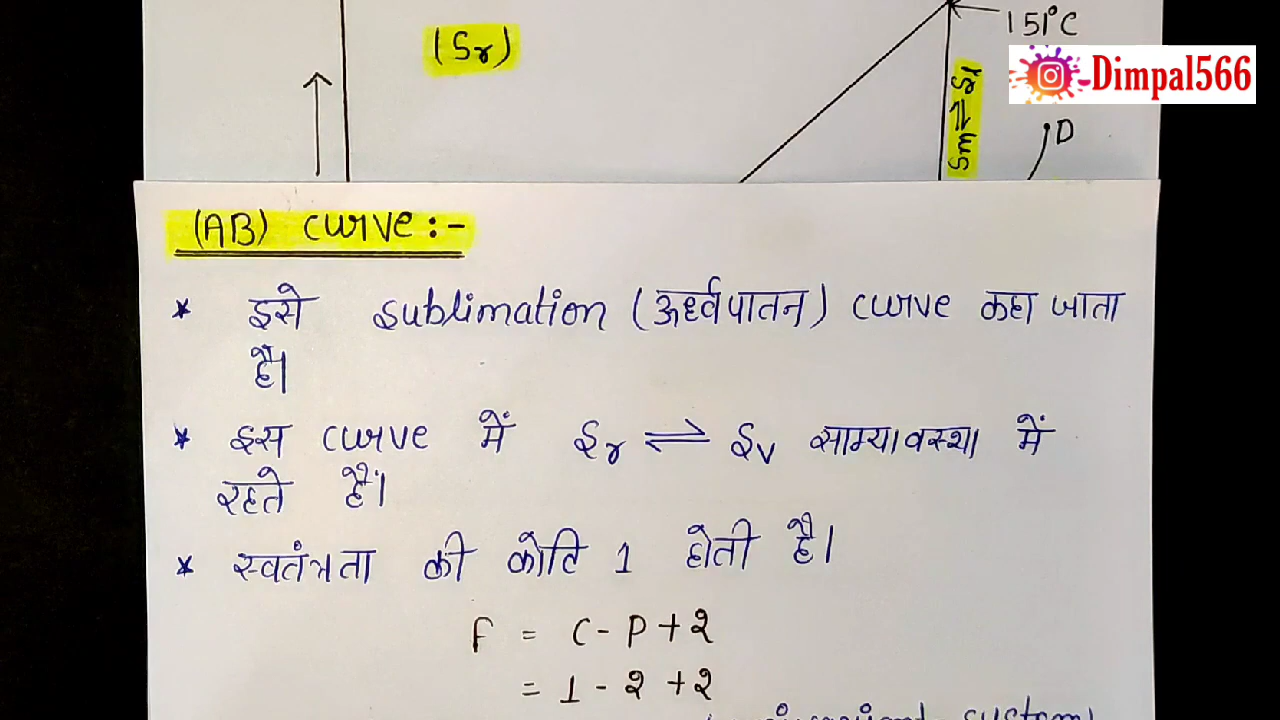 (Sr)
151°C
Dimpal566
Sm ⇌ Sl
D
(AB) Curve :-
* इसे sublimation (ऊर्ध्वपातन) curve कहा जाता
है।
* इस curve में Sr ⇌ Sv साम्यावस्था में
रहते हैं।
* स्वतंत्रता की कोटि 1 होती है।
F = C - P + 2
= 1 - 2 + 2
system)